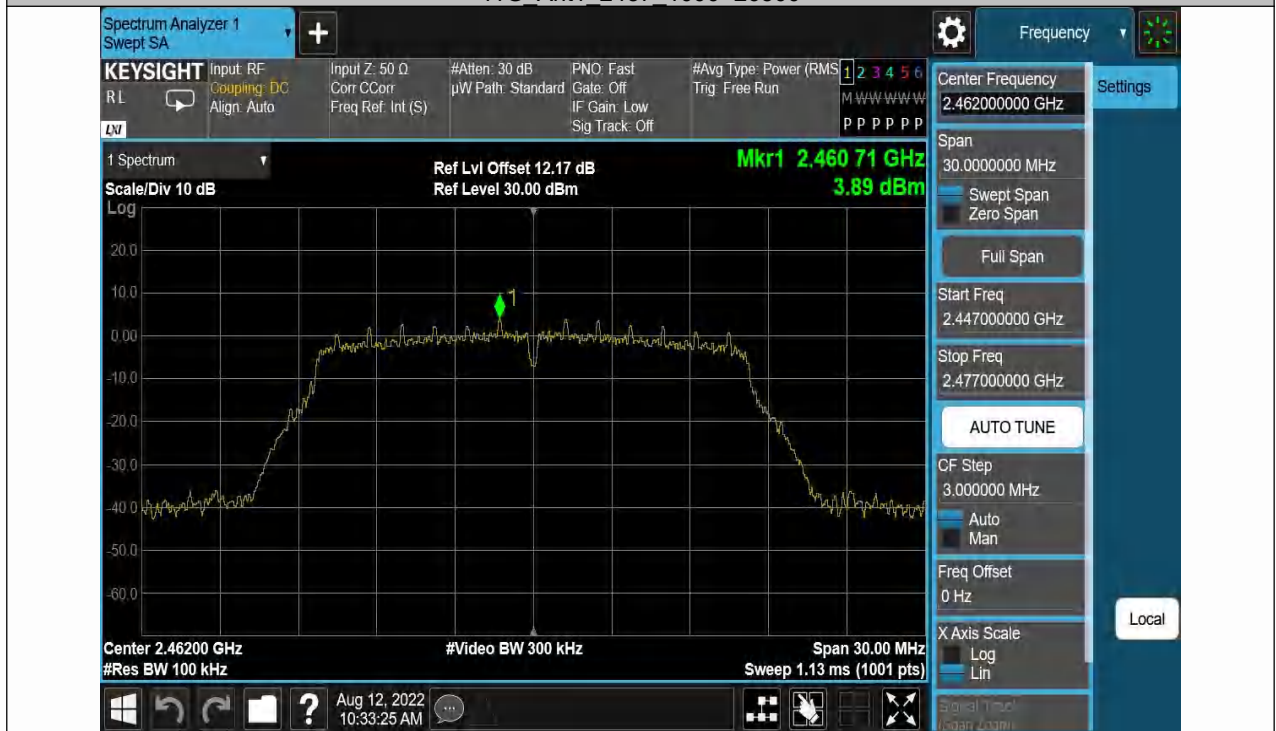 Spectrum Analyzer 1
Swept SA
Frequency
KEYSIGHT
R L
LXI
Input: RF
Coupling: DC
Align: Auto
Input Z: 50 Ω
Corr CCorr
Freq Ref: Int (S)
#Atten: 30 dB
µW Path: Standard
PNO: Fast
Gate: Off
IF Gain: Low
Sig Track: Off
#Avg Type: Power (RMS
Trig: Free Run
1 2 3 4 5 6
M W W W W W
P P P P P P
1 Spectrum
Scale/Div 10 dB
Ref Lvl Offset 12.17 dB
Ref Level 30.00 dBm
Mkr1 2.460 71 GHz
3.89 dBm
Log
20.0
10.0
0.00
-10.0
-20.0
-30.0
-40.0
-50.0
-60.0
1
Center 2.46200 GHz
#Res BW 100 kHz
#Video BW 300 kHz
Span 30.00 MHz
Sweep 1.13 ms (1001 pts)
Aug 12, 2022
10:33:25 AM
?
Center Frequency
2.462000000 GHz
Span
30.0000000 MHz
Swept Span
Zero Span
Full Span
Start Freq
2.447000000 GHz
Stop Freq
2.477000000 GHz
AUTO TUNE
CF Step
3.000000 MHz
Auto
Man
Freq Offset
0 Hz
X Axis Scale
Log
Lin
Signal Track
(Span Zoom)
Settings
Local